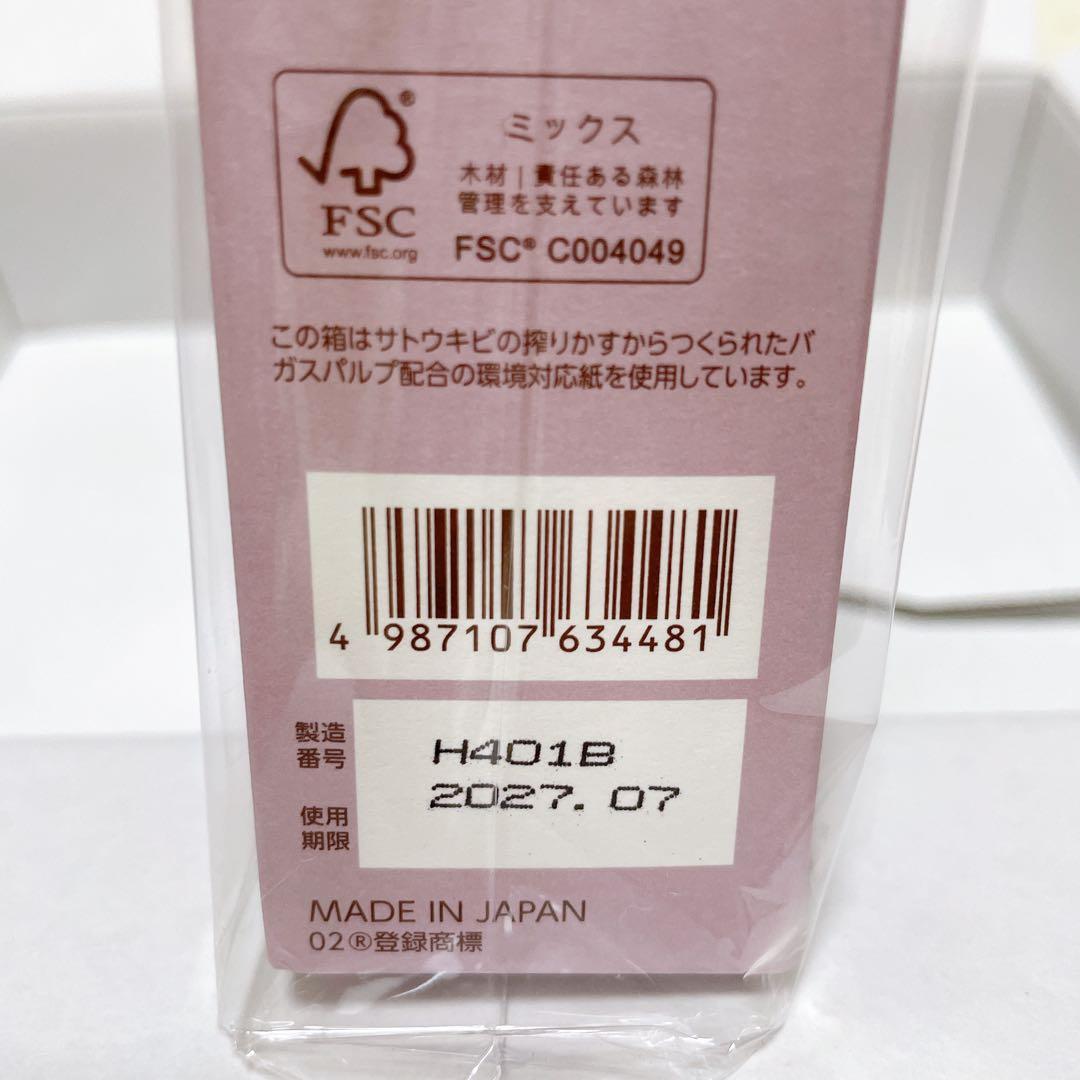 ®
FSC
www.fsc.org
ミックス
木材｜責任ある森林
管理を支えています
FSC® C004049
この箱はサトウキビの搾りかすからつくられたバ
ガスパルプ配合の環境対応紙を使用しています。
4 987107 634481
製造
番号
H401B
使用
期限
2027. 07
MADE IN JAPAN
02®登録商標